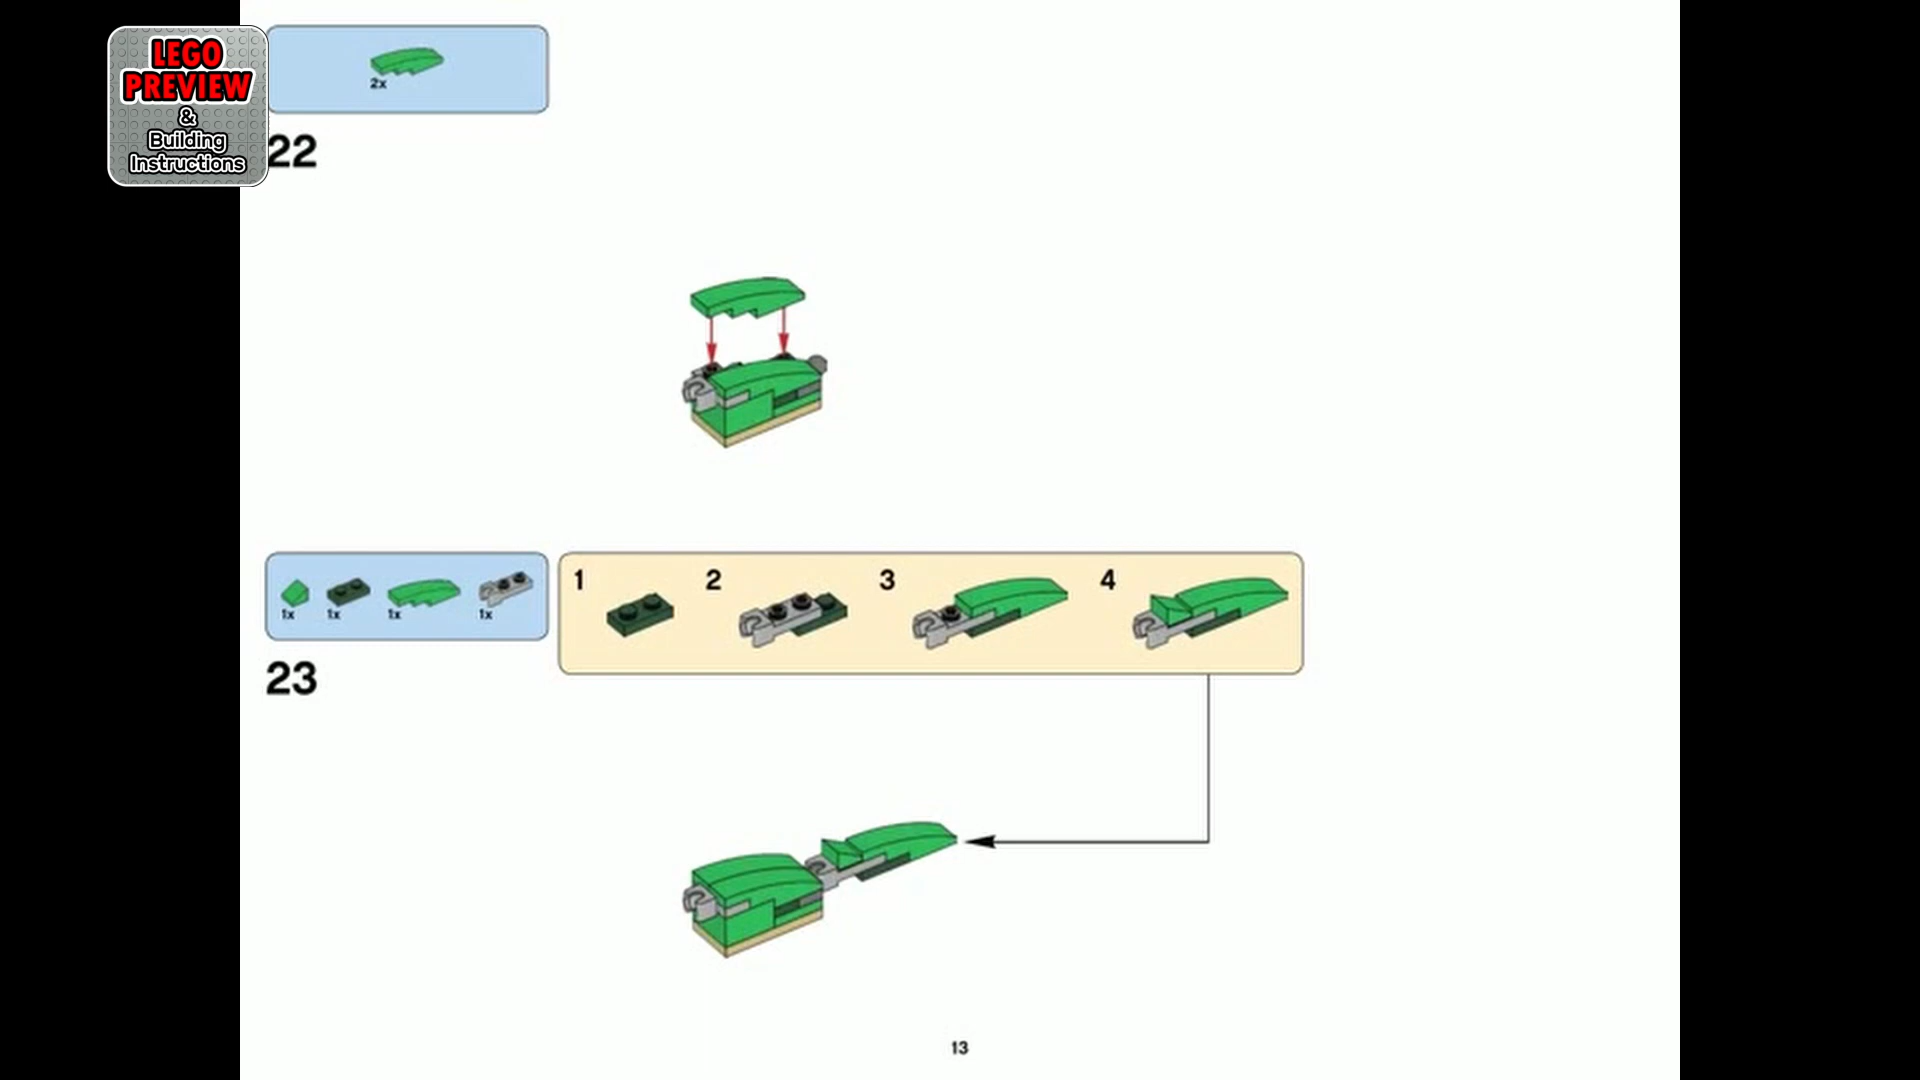 LEGO
PREVIEW
&
Building
Instructions
2x
22
1x 1x 1x 1x
1 2 3 4
23
13